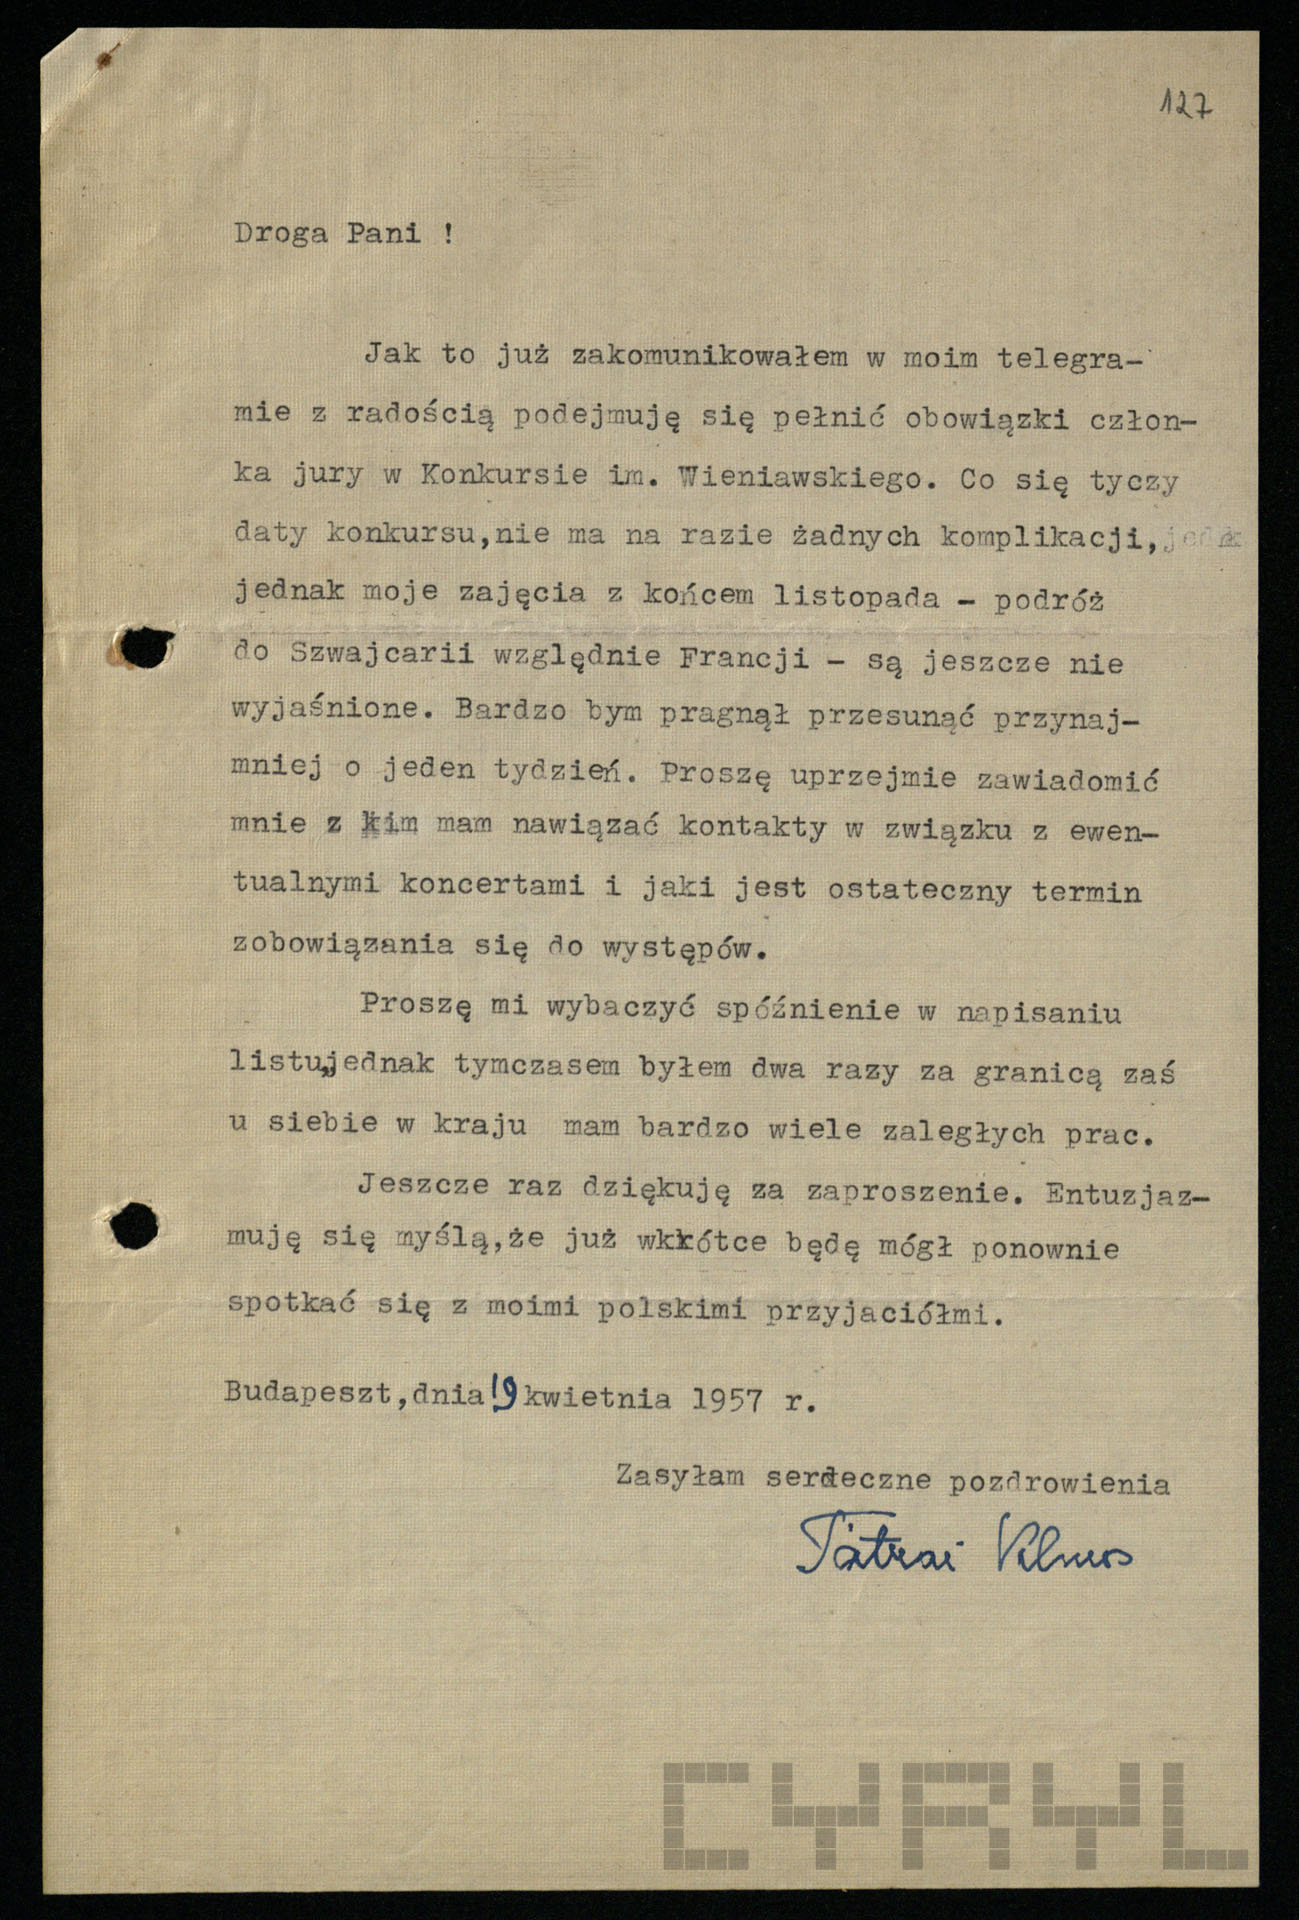 127
Droga Pani !
Jak to już zakomunikowałem w moim telegra-
mie z radością podejmuję się pełnić obowiązki człon-
ka jury w Konkursie im. Wieniawskiego. Co się tyczy
daty konkursu,nie ma na razie żadnych komplikacji,
jednak moje zajęcia z końcem listopada - podróż
do Szwajcarii względnie Francji - są jeszcze nie
wyjaśnione. Bardzo bym pragnął przesunąć przynaj-
mniej o jeden tydzień. Proszę uprzejmie zawiadomić
mnie z kim mam nawiązać kontakty w związku z ewen-
tualnymi koncertami i jaki jest ostateczny termin
zobowiązania się do występów.
Proszę mi wybaczyć spóźnienie w napisaniu
listu,jednak tymczasem byłem dwa razy za granicą zaś
u siebie w kraju mam bardzo wiele zaległych prac.
Jeszcze raz dziękuję za zaproszenie. Entuzjaz-
muję się myślą,że już wkrótce będę mógł ponownie
spotkać się z moimi polskimi przyjaciółmi.
Budapeszt,dnia 19 kwietnia 1957 r.
Zasyłam serdeczne pozdrowienia
Tátrai Vilmos
CYRYL